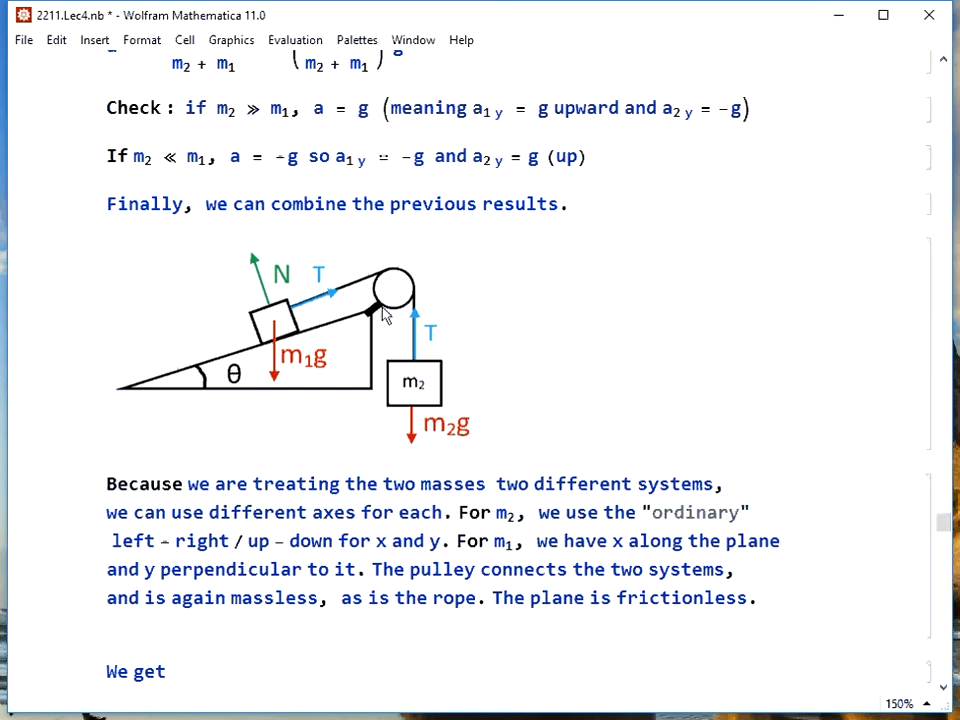 2211.Lec4.nb * - Wolfram Mathematica 11.0
File Edit Insert Format Cell Graphics Evaluation Palettes Window Help
m₂ + m₁ (m₂ + m₁) g
Check : if m₂ ≫ m₁, a = g (meaning a₁ y = g upward and a₂ y = -g)
If m₂ ≪ m₁, a = -g so a₁ y = -g and a₂ y = g (up)
Finally, we can combine the previous results.
N T
T
m₁g
θ
m₂
m₂g
Because we are treating the two masses two different systems,
we can use different axes for each. For m₂, we use the "ordinary"
left - right / up - down for x and y. For m₁, we have x along the plane
and y perpendicular to it. The pulley connects the two systems,
and is again massless, as is the rope. The plane is frictionless.
We get
150%